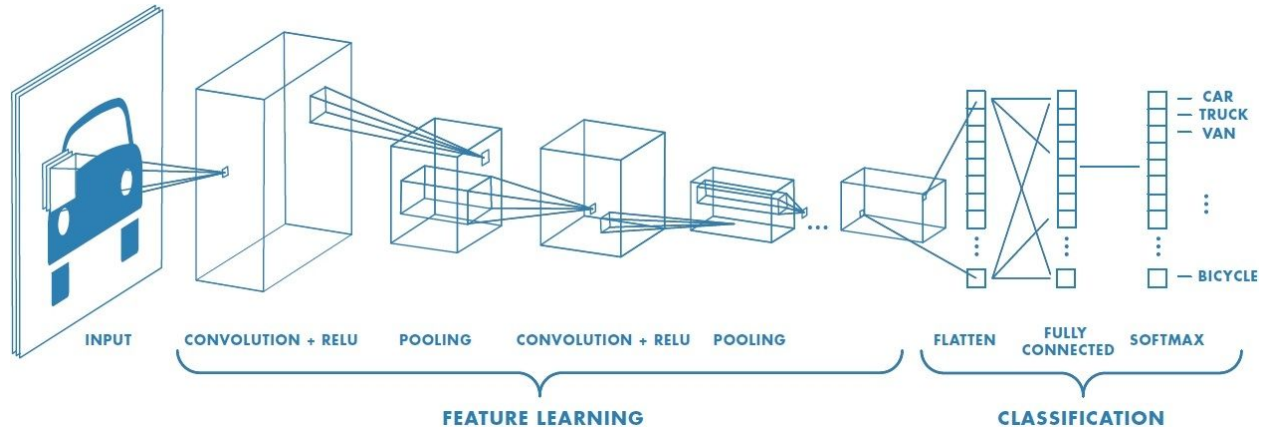 CAR
TRUCK
VAN
BICYCLE
INPUT
CONVOLUTION + RELU
POOLING
CONVOLUTION + RELU
POOLING
FLATTEN
FULLY
CONNECTED
SOFTMAX
FEATURE LEARNING
CLASSIFICATION